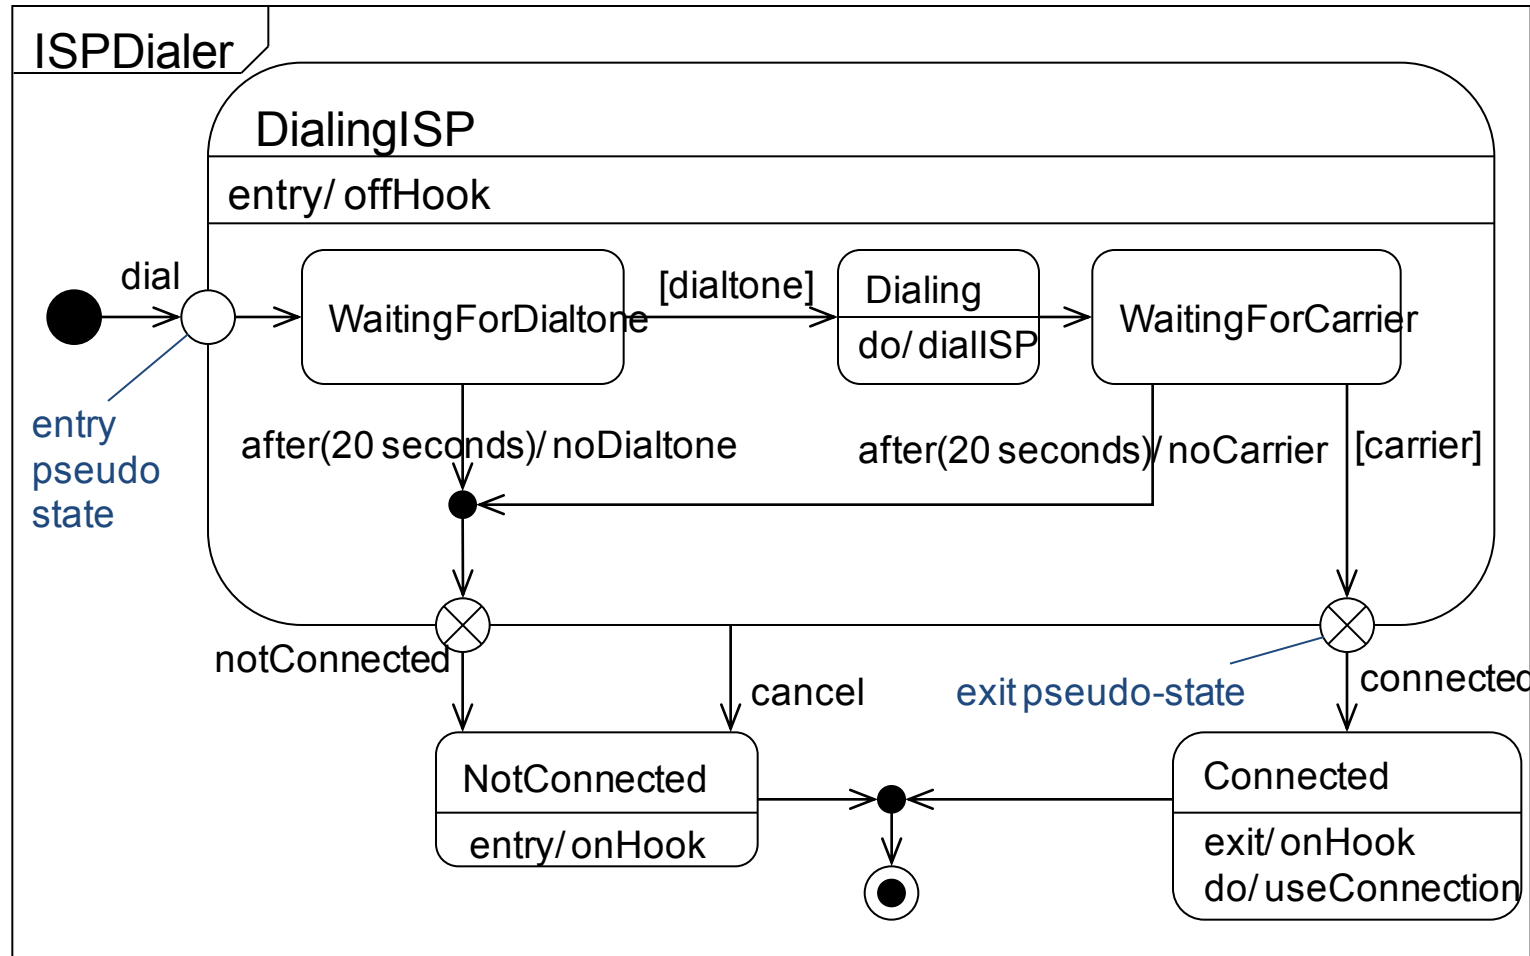 ISPDialer
DialingISP
entry/ offHook
dial
WaitingForDialtone
[dialtone]
Dialing
do/ dialISP
WaitingForCarrier
entry
pseudo
state
after(20 seconds)/ noDialtone
after(20 seconds)/ noCarrier
[carrier]
notConnected
cancel
exit pseudo-state
connected
NotConnected
entry/ onHook
Connected
exit/ onHook
do/ useConnection